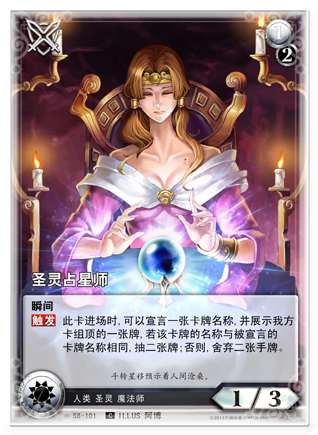 1
2
圣灵占星师
瞬间
触发 此卡进场时,可以宣言一张卡牌名称,并展示我方
卡组顶的一张牌,若该卡牌的名称与被宣言的
卡牌名称相同,抽二张牌;否则,舍弃二张手牌。
斗转星移预示着人间沧桑。
人类 圣灵 魔法师
1 / 3
S2-101 C ILLUS 阿博